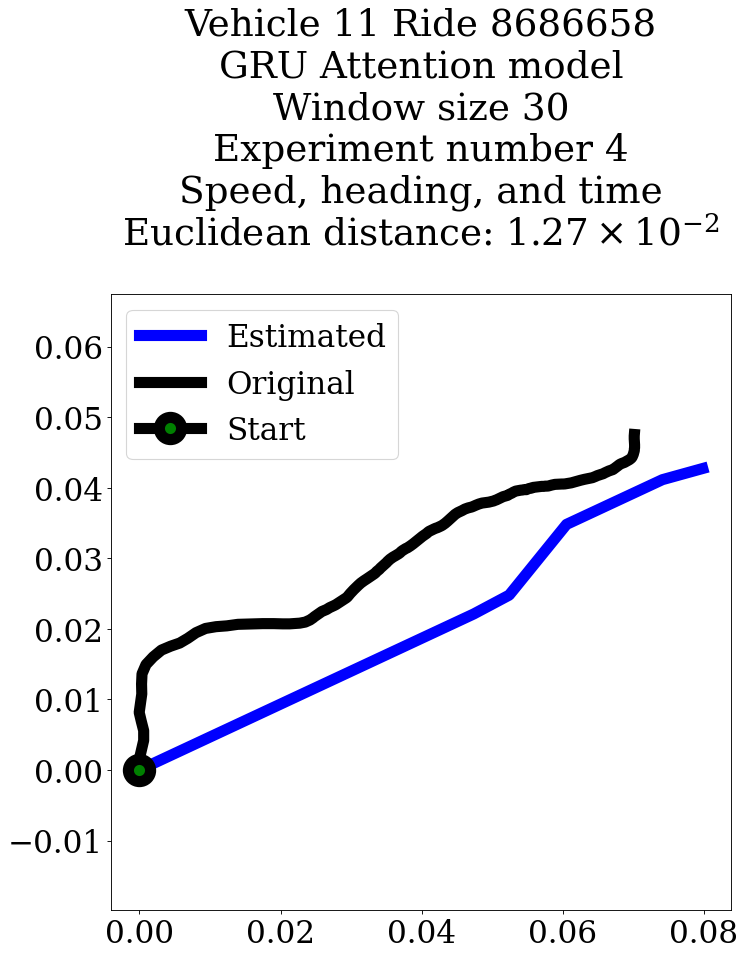 Vehicle 11 Ride 8686658
GRU Attention model
Window size 30
Experiment number 4
Speed, heading, and time
Euclidean distance: 1.27 × 10⁻²
Estimated
Original
Start
0.06
0.05
0.04
0.03
0.02
0.01
0.00
−0.01
0.00 0.02 0.04 0.06 0.08